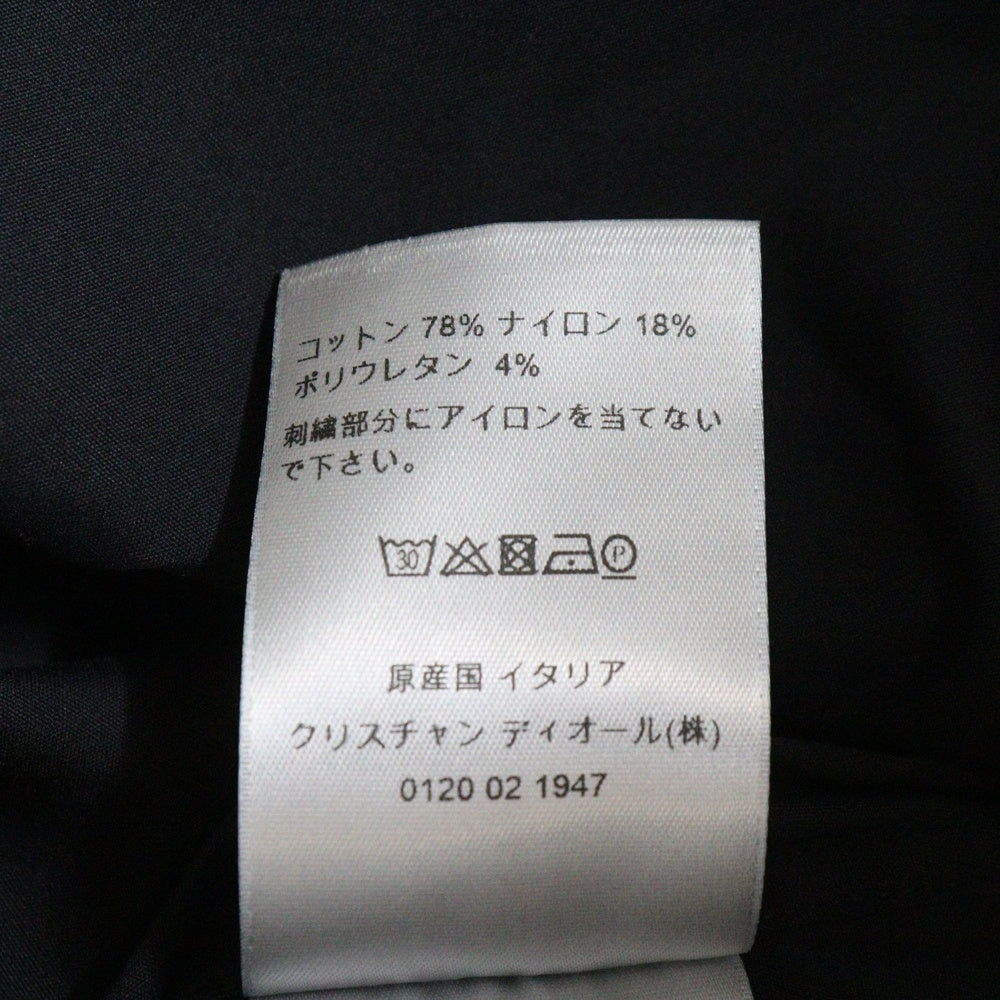 コットン 78% ナイロン 18%
ポリウレタン 4%
刺繍部分にアイロンを当てない
で下さい。
30 P
原産国 イタリア
クリスチャン ディオール(株)
0120 02 1947